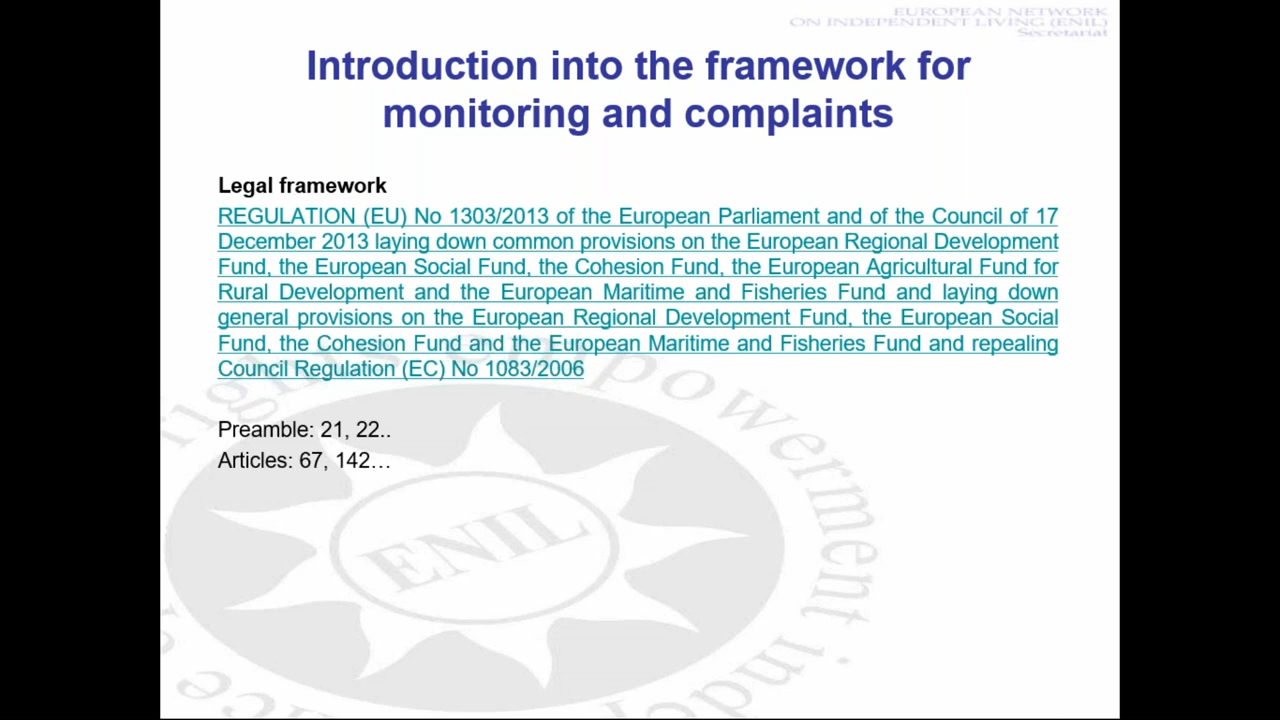 EUROPEAN NETWORK
ON INDEPENDENT LIVING (ENIL)
Secretariat
Introduction into the framework for
monitoring and complaints
Legal framework
REGULATION (EU) No 1303/2013 of the European Parliament and of the Council of 17
December 2013 laying down common provisions on the European Regional Development
Fund, the European Social Fund, the Cohesion Fund, the European Agricultural Fund for
Rural Development and the European Maritime and Fisheries Fund and laying down
general provisions on the European Regional Development Fund, the European Social
Fund, the Cohesion Fund and the European Maritime and Fisheries Fund and repealing
Council Regulation (EC) No 1083/2006
Preamble: 21, 22..
Articles: 67, 142…
rights empowerment
ENIL